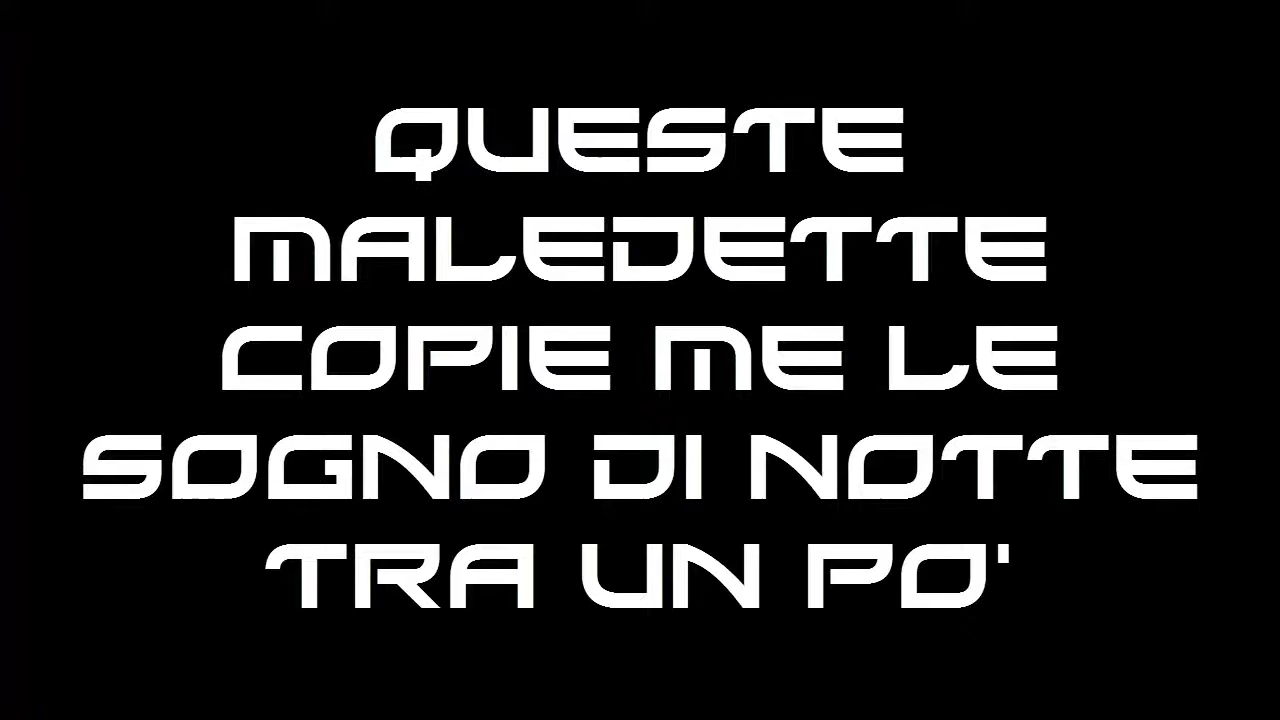 QUESTE
MALEDETTE
COPIE ME LE
SOGNO DI NOTTE
TRA UN PO'